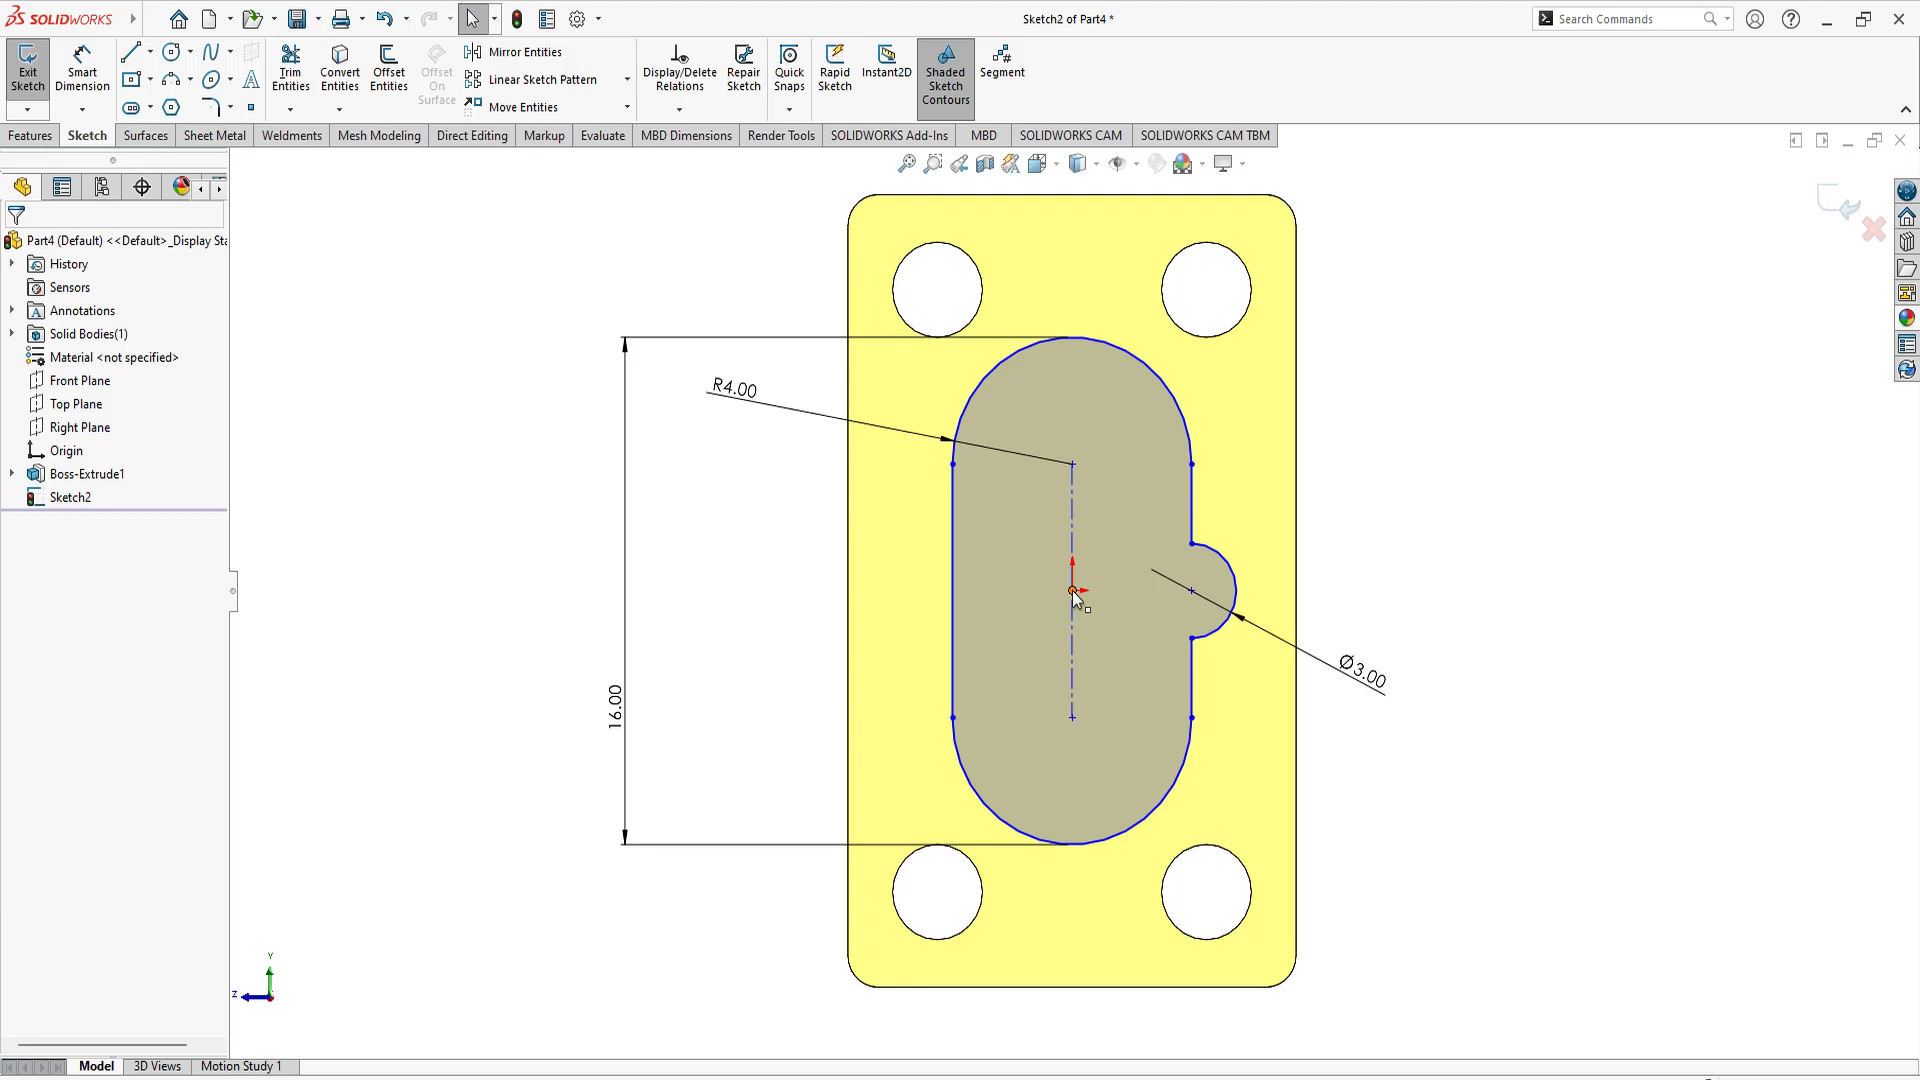 SOLIDWORKS
Sketch2 of Part4 *
Search Commands
Exit Sketch
Smart Dimension
Trim Entities
Convert Entities
Offset Entities
Offset On Surface
Mirror Entities
Linear Sketch Pattern
Move Entities
Display/Delete Relations
Repair Sketch
Quick Snaps
Rapid Sketch
Instant2D
Shaded Sketch Contours
Segment
Features
Sketch
Surfaces
Sheet Metal
Weldments
Mesh Modeling
Direct Editing
Markup
Evaluate
MBD Dimensions
Render Tools
SOLIDWORKS Add-Ins
MBD
SOLIDWORKS CAM
SOLIDWORKS CAM TBM
Part4 (Default) <<Default>_Display Sta
History
Sensors
Annotations
Solid Bodies(1)
Material <not specified>
Front Plane
Top Plane
Right Plane
Origin
Boss-Extrude1
Sketch2
R4.00
16.00
Ø3.00
Y
Z
Model
3D Views
Motion Study 1